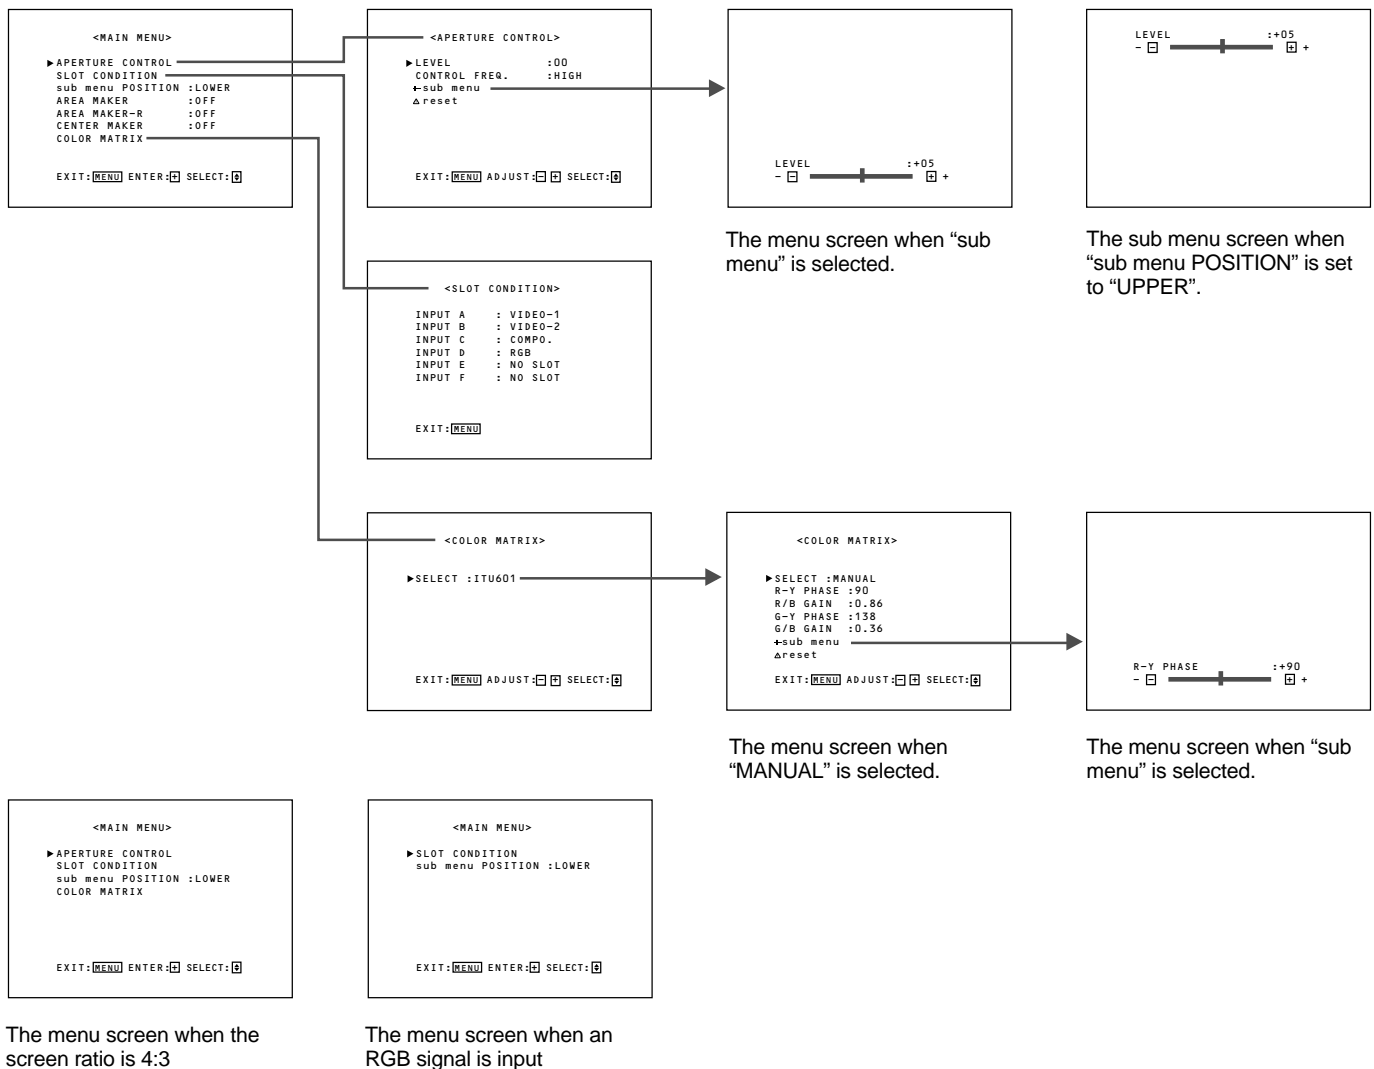 <MAIN MENU>
▶APERTURE CONTROL
SLOT CONDITION
sub menu POSITION :LOWER
AREA MAKER :OFF
AREA MAKER-R :OFF
CENTER MAKER :OFF
COLOR MATRIX
EXIT:MENU ENTER:+ SELECT:
<APERTURE CONTROL>
▶LEVEL :00
CONTROL FREQ. :HIGH
sub menu
reset
EXIT:MENU ADJUST:- + SELECT:
LEVEL :+05
- - + +
The menu screen when “sub
menu” is selected.
LEVEL :+05
- - + +
The sub menu screen when
“sub menu POSITION” is set
to “UPPER”.
<SLOT CONDITION>
INPUT A : VIDEO-1
INPUT B : VIDEO-2
INPUT C : COMPO.
INPUT D : RGB
INPUT E : NO SLOT
INPUT F : NO SLOT
EXIT:MENU
<COLOR MATRIX>
▶SELECT :ITU601
EXIT:MENU ADJUST:- + SELECT:
<COLOR MATRIX>
▶SELECT :MANUAL
R-Y PHASE :90
R/B GAIN :0.86
G-Y PHASE :138
G/B GAIN :0.36
sub menu
reset
EXIT:MENU ADJUST:- + SELECT:
The menu screen when
“MANUAL” is selected.
R-Y PHASE :+90
- - + +
The menu screen when “sub
menu” is selected.
<MAIN MENU>
▶APERTURE CONTROL
SLOT CONDITION
sub menu POSITION :LOWER
COLOR MATRIX
EXIT:MENU ENTER:+ SELECT:
The menu screen when the
screen ratio is 4:3
<MAIN MENU>
▶SLOT CONDITION
sub menu POSITION :LOWER
EXIT:MENU ENTER:+ SELECT:
The menu screen when an
RGB signal is input